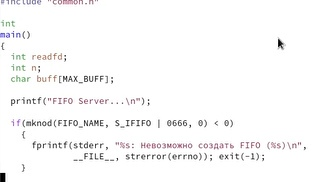 #include "common.h"
int
main()
{
int readfd;
int n;
char buff[MAX_BUFF];
printf("FIFO Server...\n");
if(mknod(FIFO_NAME, S_IFIFO | 0666, 0) < 0)
{
fprintf(stderr, "%s: Невозможно создать FIFO (%s)\n",
__FILE__, strerror(errno)); exit(-1);
}